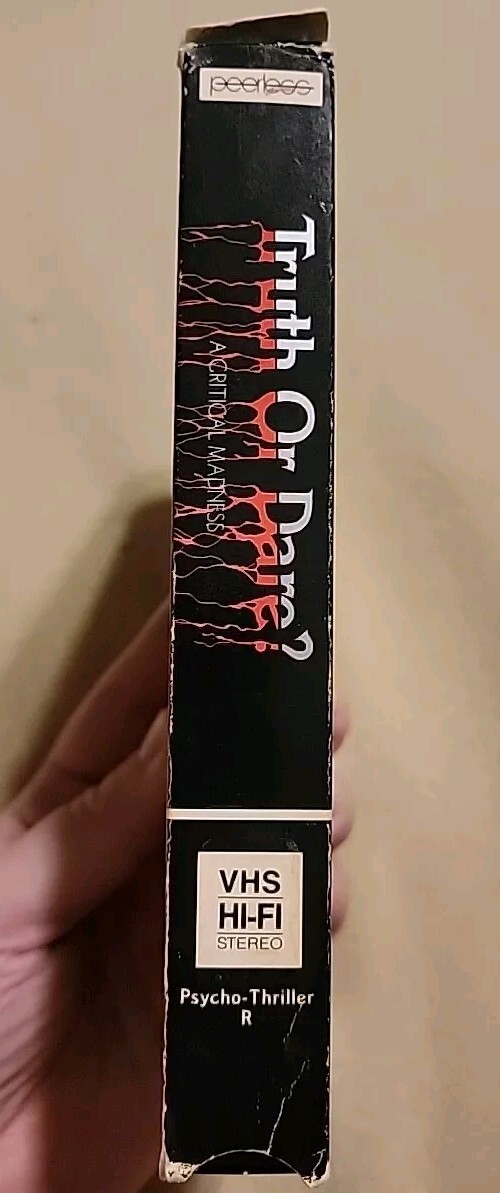 peerless
Truth Or Dare?
A CRITICAL MADNESS
VHS
HI-FI
STEREO
Psycho-Thriller
R